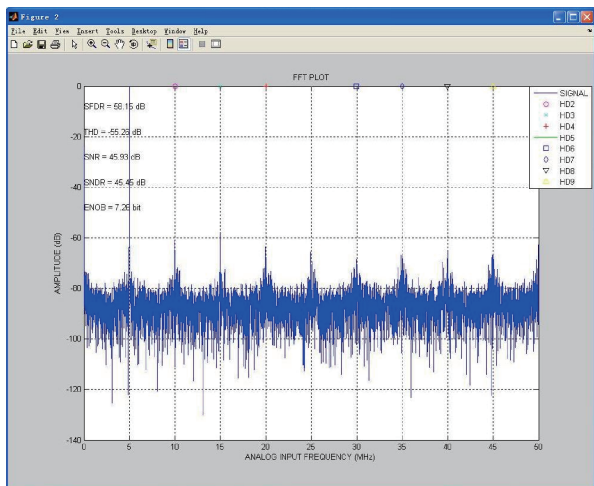 Figure 2
File Edit View Insert Tools Desktop Window Help
FFT PLOT
SFDR = 58.15 dB
THD = -55.26 dB
SNR = 45.93 dB
SNDR = 45.45 dB
ENOB = 7.26 bit
SIGNAL
HD2
HD3
HD4
HD5
HD6
HD7
HD8
HD9
AMPLITUDE (dB)
0
-20
-40
-60
-80
-100
-120
-140
0 5 10 15 20 25 30 35 40 45 50
ANALOG INPUT FREQUENCY (MHz)